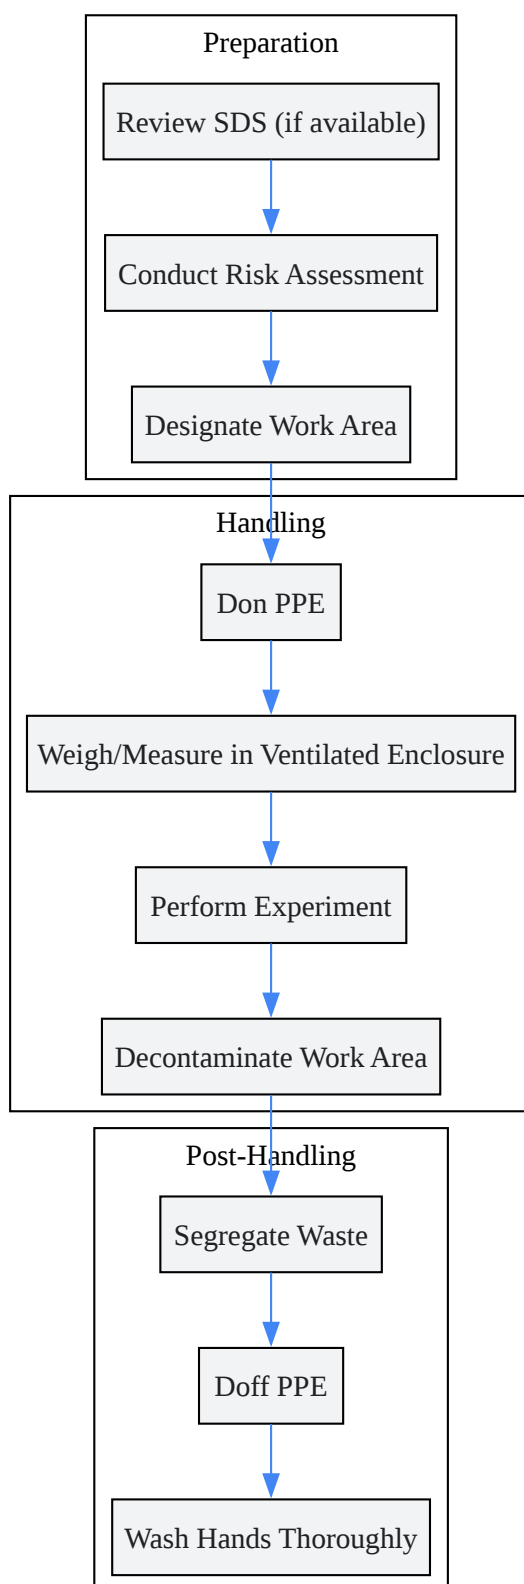 Preparation
Review SDS (if available)
Conduct Risk Assessment
Designate Work Area
Handling
Don PPE
Weigh/Measure in Ventilated Enclosure
Perform Experiment
Decontaminate Work Area
Post-Handling
Segregate Waste
Doff PPE
Wash Hands Thoroughly